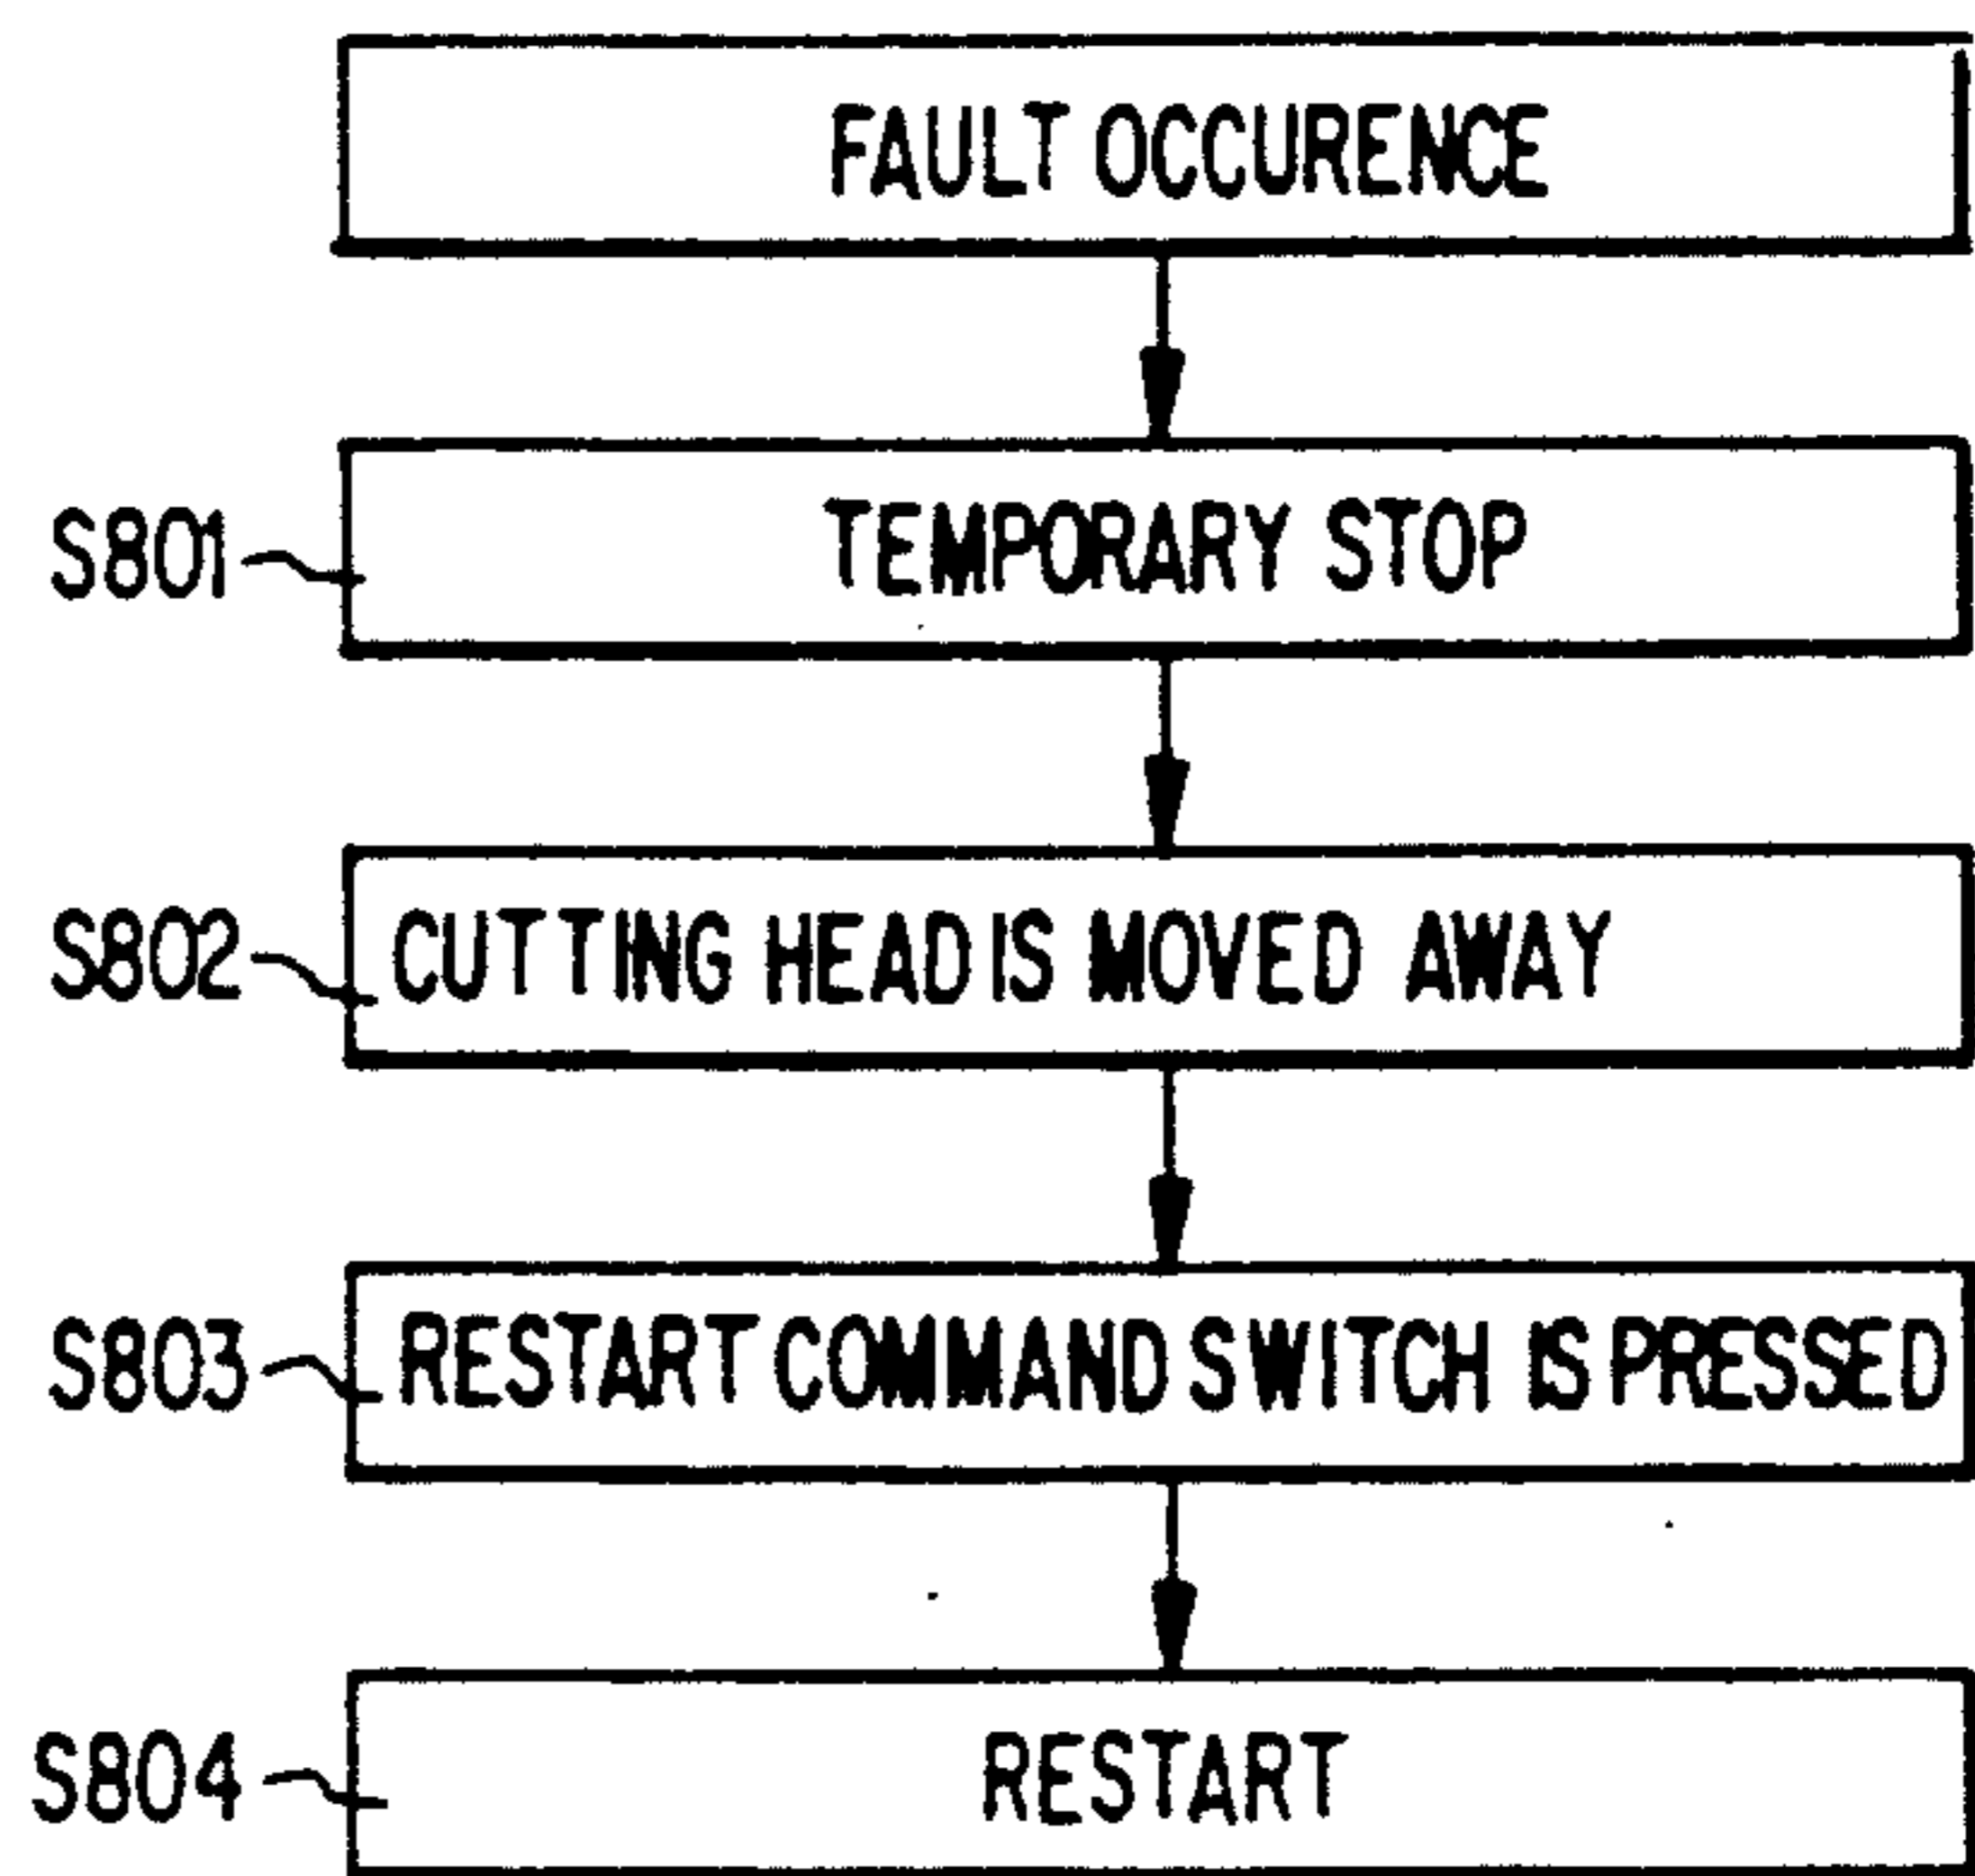 FAULT OCCURENCE
S801
TEMPORARY STOP
S802
CUTTING HEAD IS MOVED AWAY
S803
RESTART COMMAND SWITCH IS PRESSED
S804
RESTART